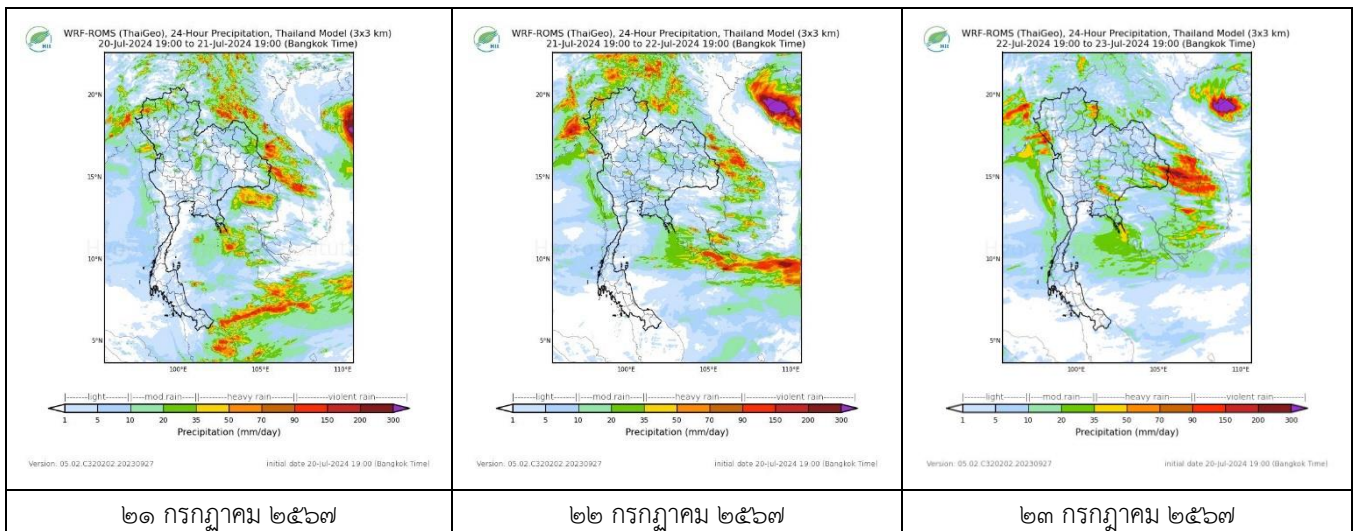 WRF-ROMS (ThaiGeo), 24-Hour Precipitation, Thailand Model (3x3 km)
20-Jul-2024 19:00 to 21-Jul-2024 19:00 (Bangkok Time)
HII
20°N
15°N
10°N
5°N
100°E 105°E 110°E
|-------light-------||----mod rain----||-------heavy rain-------||-------violent rain-------|
1 5 10 20 35 50 70 90 150 200 300
Precipitation (mm/day)
Version: 05.02.C320202.20230927 initial date 20-Jul-2024 19:00 (Bangkok Time)
๒๑ กรกฎาคม ๒๕๖๗
WRF-ROMS (ThaiGeo), 24-Hour Precipitation, Thailand Model (3x3 km)
21-Jul-2024 19:00 to 22-Jul-2024 19:00 (Bangkok Time)
HII
20°N
15°N
10°N
5°N
100°E 105°E 110°E
|-------light-------||----mod rain----||-------heavy rain-------||-------violent rain-------|
1 5 10 20 35 50 70 90 150 200 300
Precipitation (mm/day)
Version: 05.02.C320202.20230927 initial date 20-Jul-2024 19:00 (Bangkok Time)
๒๒ กรกฎาคม ๒๕๖๗
WRF-ROMS (ThaiGeo), 24-Hour Precipitation, Thailand Model (3x3 km)
22-Jul-2024 19:00 to 23-Jul-2024 19:00 (Bangkok Time)
HII
20°N
15°N
10°N
5°N
100°E 105°E 110°E
|-------light-------||----mod rain----||-------heavy rain-------||-------violent rain-------|
1 5 10 20 35 50 70 90 150 200 300
Precipitation (mm/day)
Version: 05.02.C320202.20230927 initial date 20-Jul-2024 19:00 (Bangkok Time)
๒๓ กรกฎาคม ๒๕๖๗